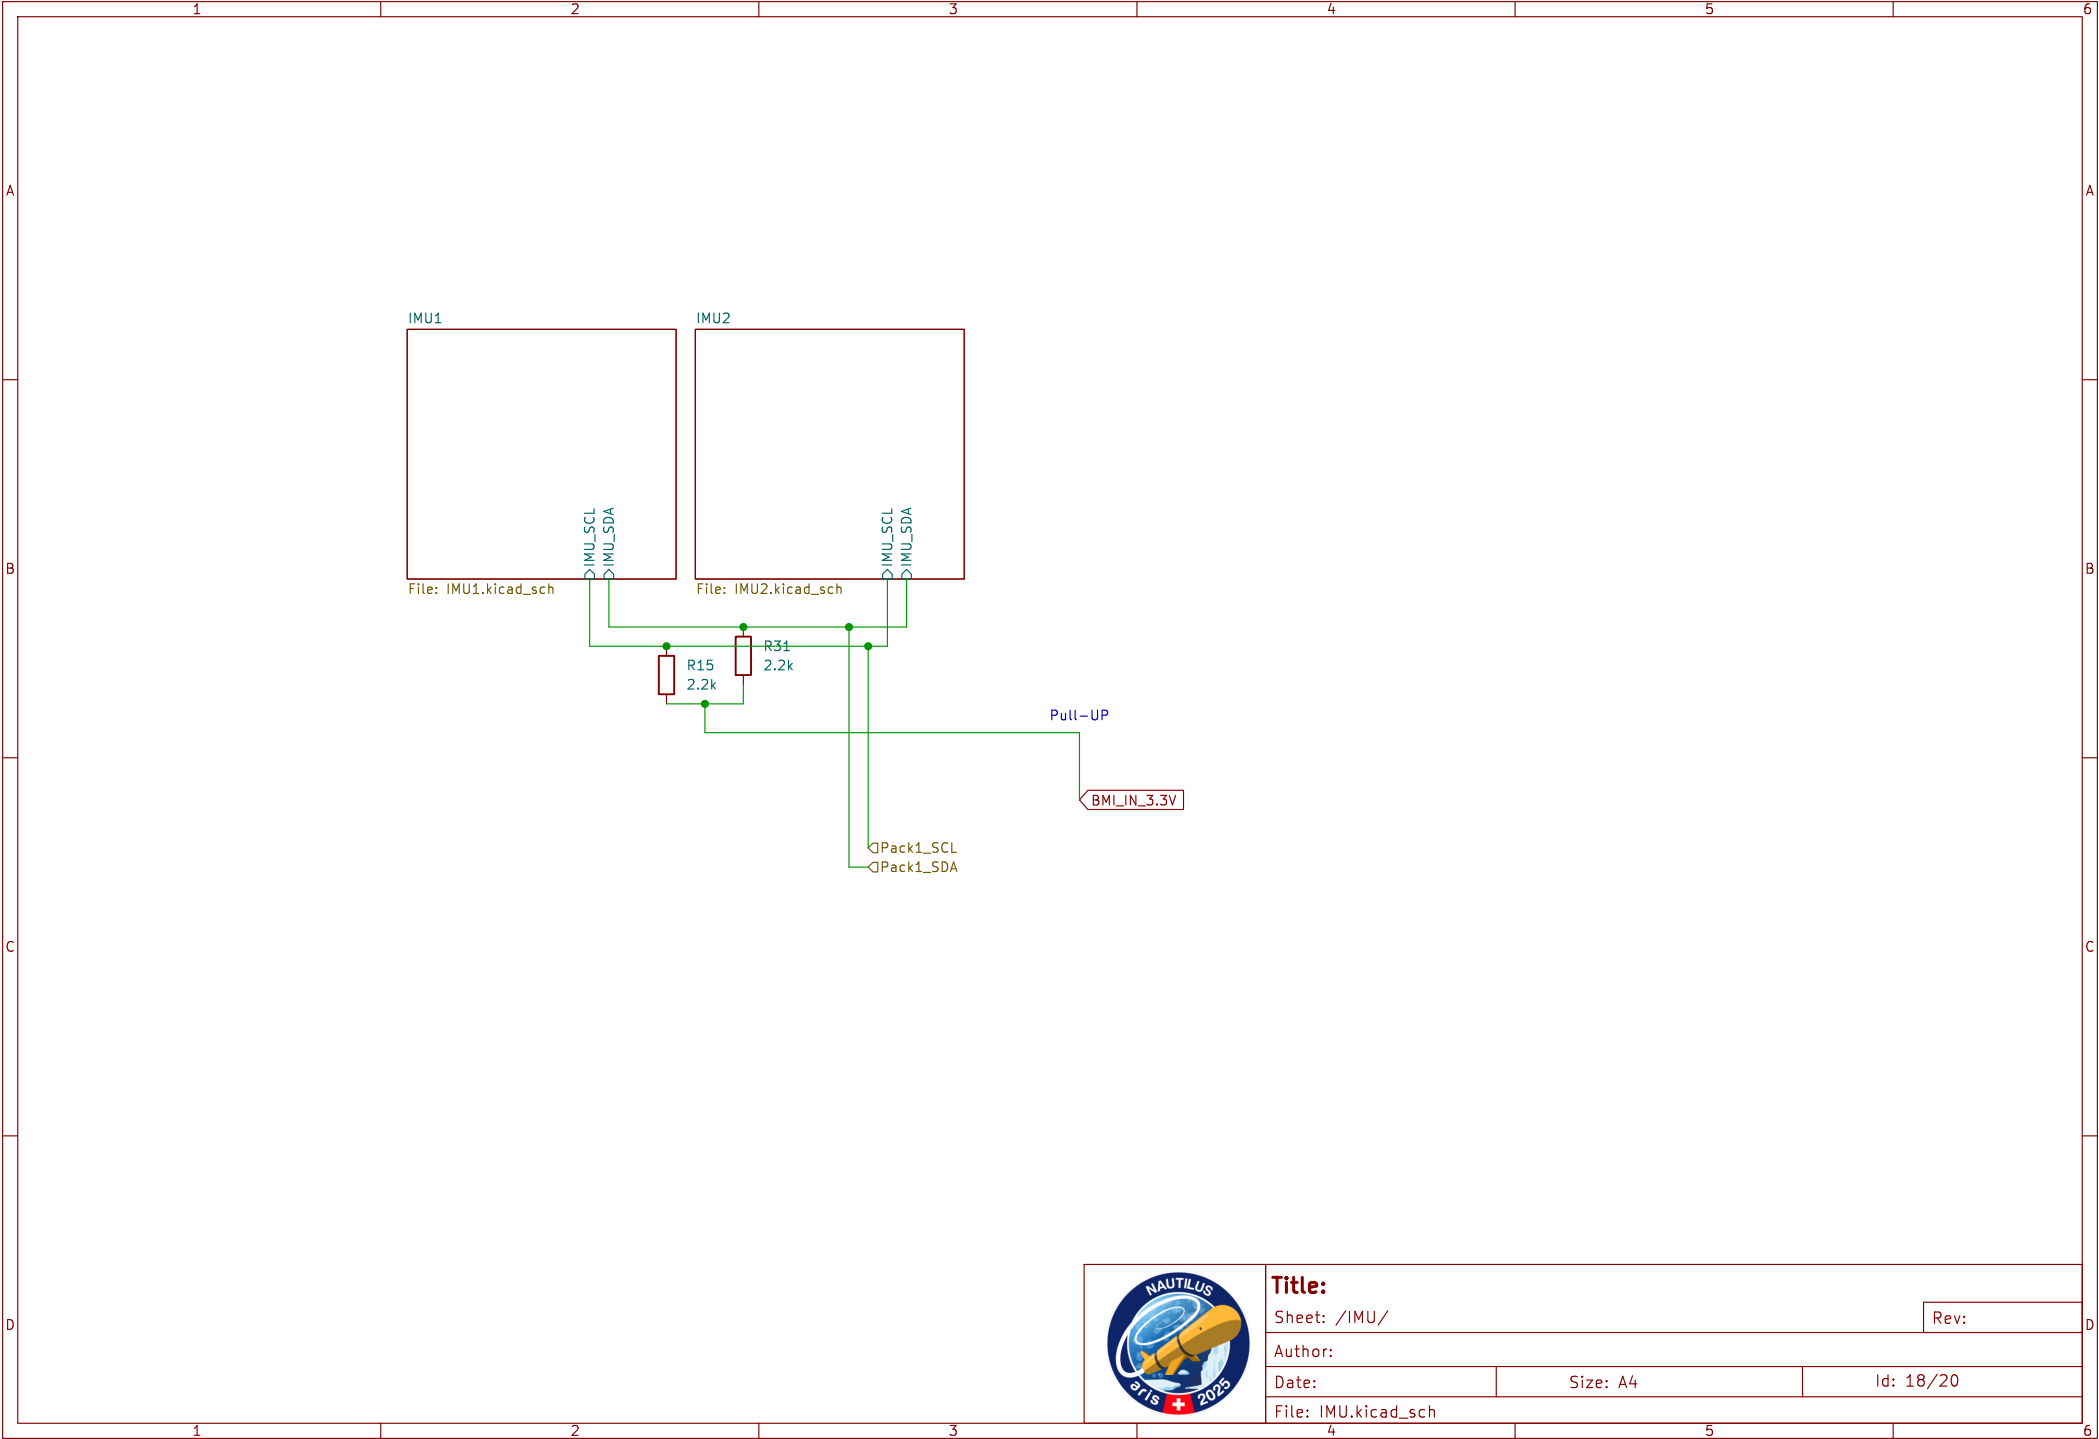 1 2 3 4 5 6
A A
IMU1 IMU2
IMU_SCL IMU_SDA IMU_SCL IMU_SDA
B B
File: IMU1.kicad_sch File: IMU2.kicad_sch
R31
R15 2.2k
2.2k
Pull-UP
BMI_IN_3.3V
Pack1_SCL
Pack1_SDA
C C
NAUTILUS
aris 2025
Title:
Sheet: /IMU/
Rev:
D D
Author:
Date: Size: A4 Id: 18/20
File: IMU.kicad_sch
1 2 3 4 5 6